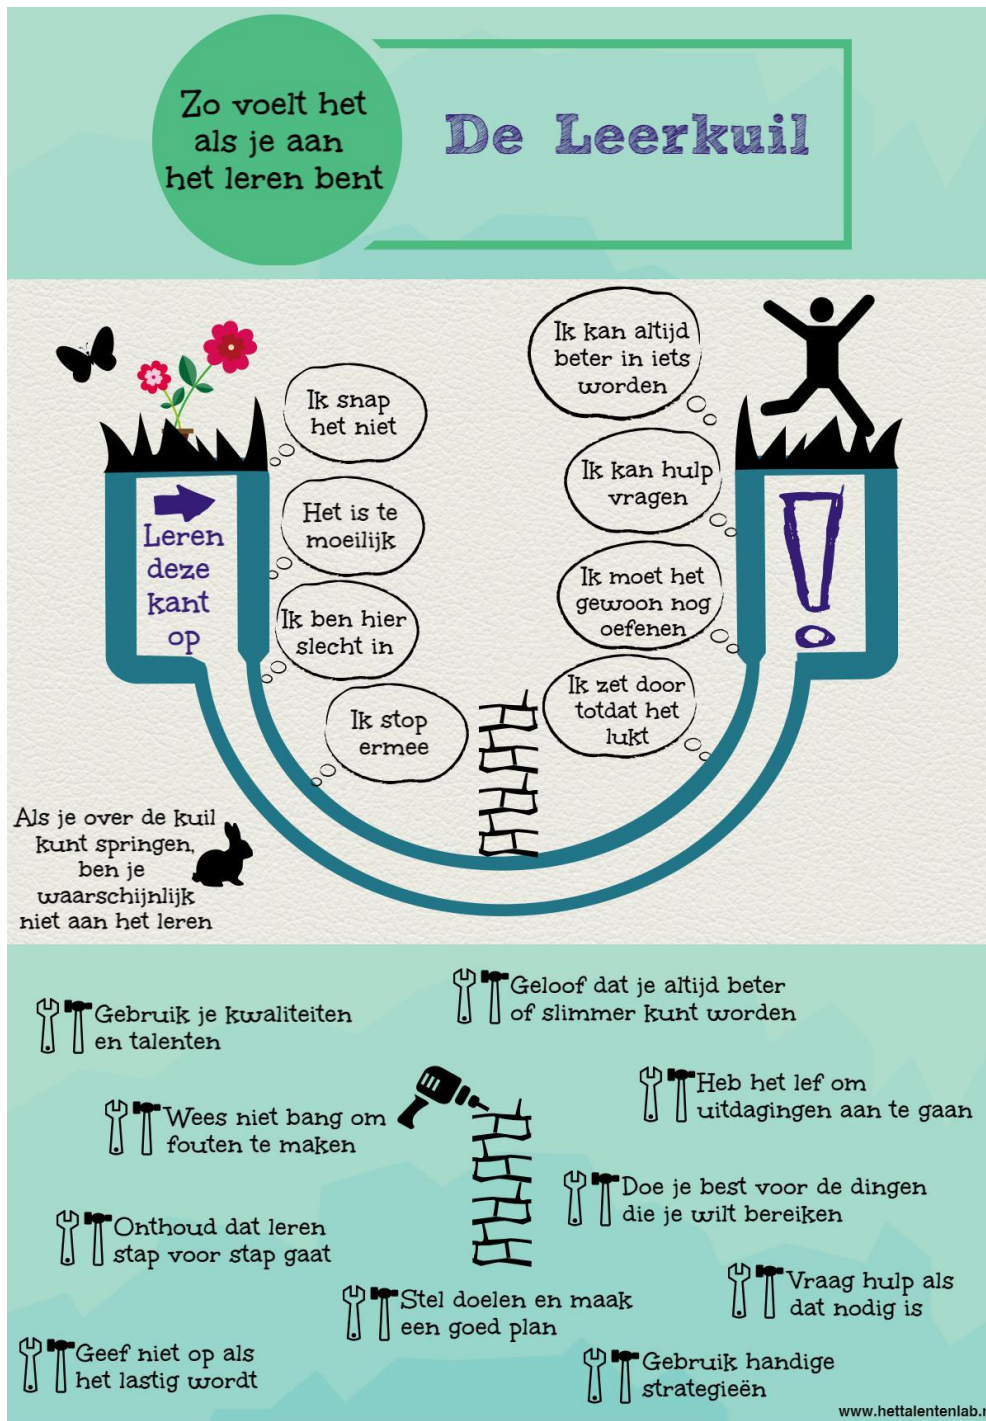 Zo voelt het
als je aan
het leren bent
De Leerkuil
Ik snap
het niet
Het is te
moeilijk
Ik ben hier
slecht in
Ik stop
ermee
Ik kan altijd
beter in iets
worden
Ik kan hulp
vragen
Ik moet het
gewoon nog
oefenen
Ik zet door
totdat het
lukt
Leren
deze
kant
op
!
Als je over de kuil
kunt springen,
ben je
waarschijnlijk
niet aan het leren
Gebruik je kwaliteiten
en talenten
Geloof dat je altijd beter
of slimmer kunt worden
Wees niet bang om
fouten te maken
Heb het lef om
uitdagingen aan te gaan
Onthoud dat leren
stap voor stap gaat
Doe je best voor de dingen
die je wilt bereiken
Stel doelen en maak
een goed plan
Vraag hulp als
dat nodig is
Geef niet op als
het lastig wordt
Gebruik handige
strategieën
www.hettalentenlab.n